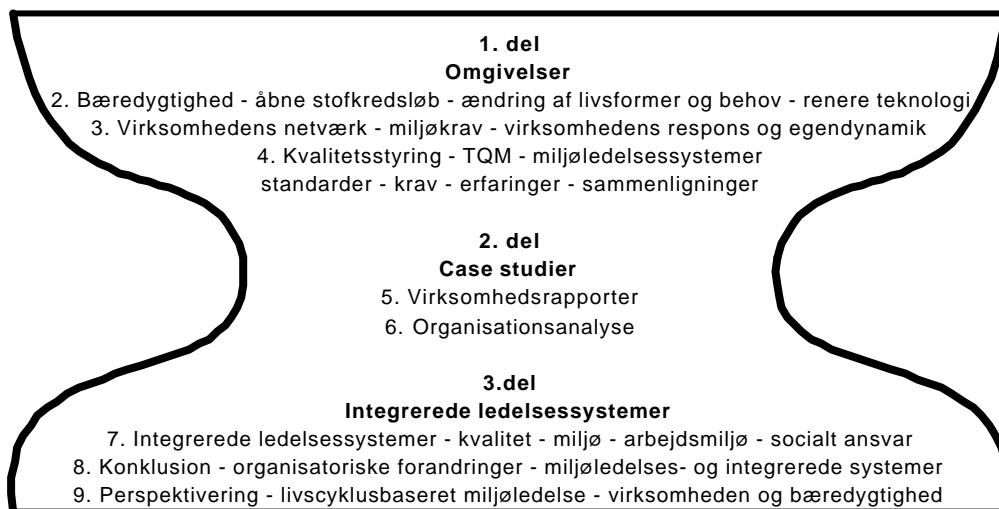 1. del
Omgivelser
2. Bæredygtighed - åbne stofkredsløb - ændring af livsformer og behov - renere teknologi
3. Virksomhedens netværk - miljøkrav - virksomhedens respons og egendynamik
4. Kvalitetsstyring - TQM - miljøledelsessystemer
standarder - krav - erfaringer - sammenligninger
2. del
Case studier
5. Virksomhedsrapporter
6. Organisationsanalyse
3.del
Integrerede ledelsessystemer
7. Integrerede ledelsessystemer - kvalitet - miljø - arbejdsmiljø - socialt ansvar
8. Konklusion - organisatoriske forandringer - miljøledelses- og integrerede systemer
9. Perspektivering - livscyklusbaseret miljøledelse - virksomheden og bæredygtighed